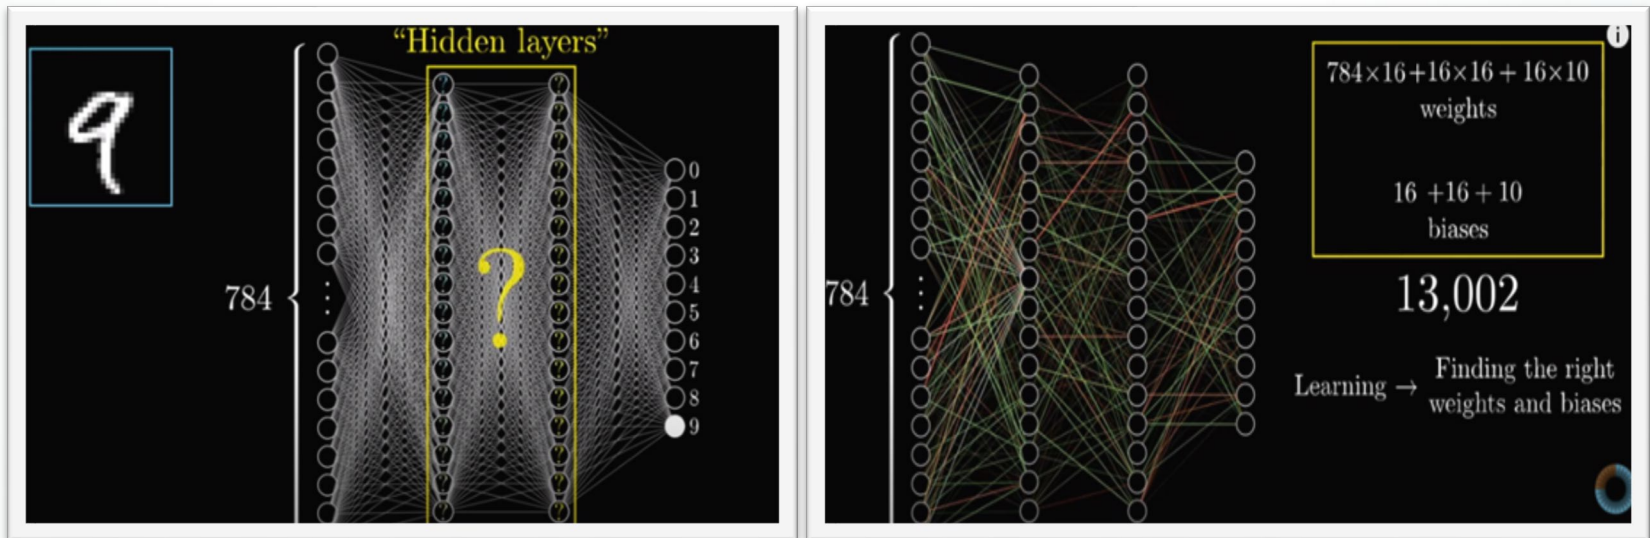 “Hidden layers”
?
784
0
1
2
3
4
5
6
7
8
9
784
i
784×16+16×16 + 16×10
weights
16 +16 + 10
biases
13,002
Learning → Finding the right
weights and biases